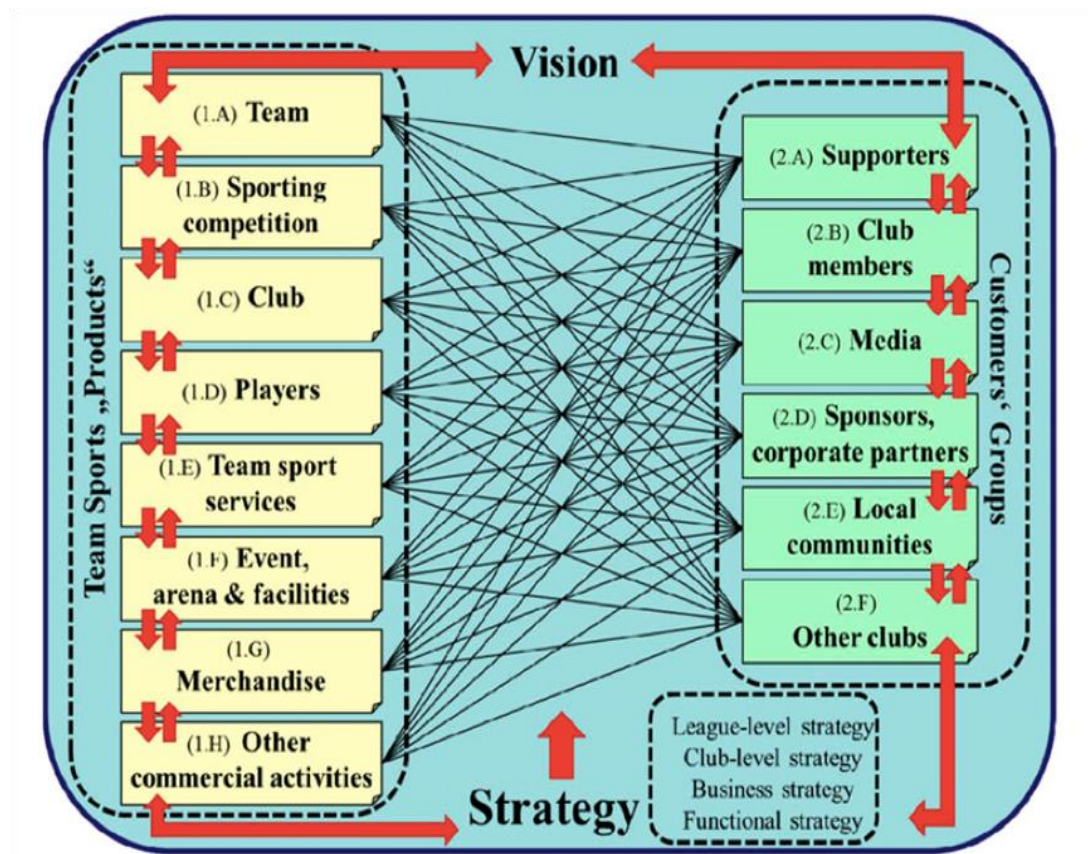 Vision
Team Sports „Products“
(1.A) Team
(1.B) Sporting
competition
(1.C) Club
(1.D) Players
(1.E) Team sport
services
(1.F) Event,
arena & facilities
(1.G)
Merchandise
(1.H) Other
commercial activities
Customers‘ Groups
(2.A) Supporters
(2.B) Club
members
(2.C) Media
(2.D) Sponsors,
corporate partners
(2.E) Local
communities
(2.F)
Other clubs
Strategy
League-level strategy
Club-level strategy
Business strategy
Functional strategy